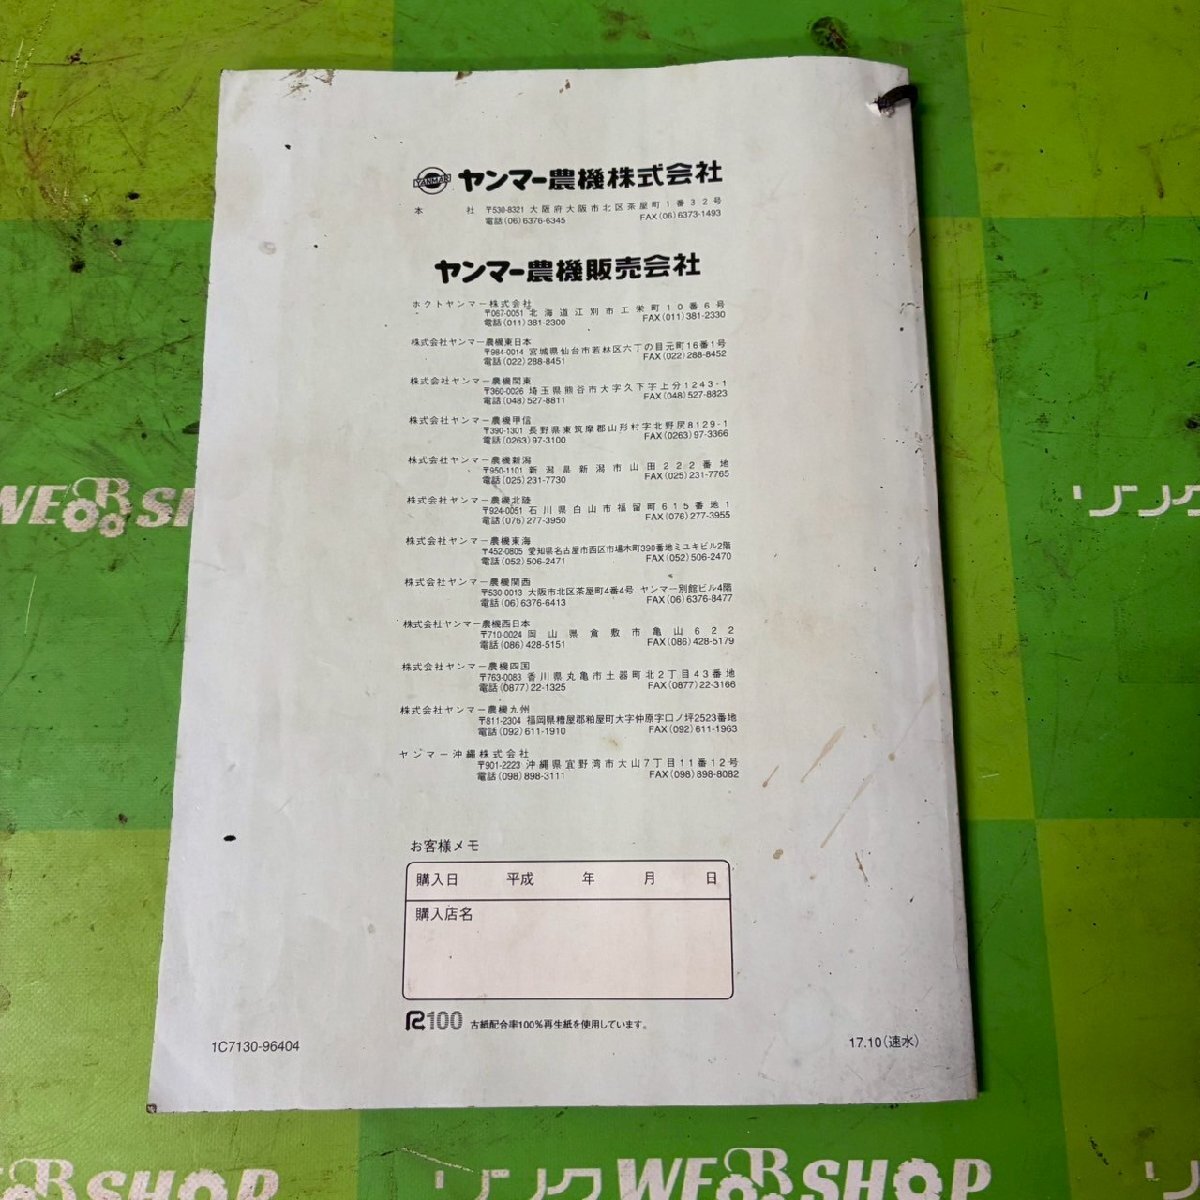 YANMAR ヤンマー農機株式会社
本社 〒530-8321 大阪府大阪市北区茶屋町1番32号
電話(06)6376-6345 FAX(06)6373-1493
ヤンマー農機販売会社
ホクトヤンマー株式会社
〒067-0051 北海道江別市工栄町10番6号
電話(011)381-2300 FAX(011)381-2330
株式会社ヤンマー農機東日本
〒984-0014 宮城県仙台市若林区六丁の目元町16番1号
電話(022)288-8451 FAX(022)288-8452
株式会社ヤンマー農機関東
〒360-0026 埼玉県熊谷市大字久下字上分1243-1
電話(048)527-8811 FAX(048)527-8823
株式会社ヤンマー農機甲信
〒390-1301 長野県東筑摩郡山形村字北野尻8129-1
電話(0263)97-3100 FAX(0263)97-3366
株式会社ヤンマー農機新潟
〒950-1101 新潟県新潟市山田222番地
電話(025)231-7730 FAX(025)231-7765
株式会社ヤンマー農機北陸
〒924-0051 石川県白山市福留町615番地1
電話(076)277-3950 FAX(076)277-3955
株式会社ヤンマー農機東海
〒452-0805 愛知県名古屋市西区市場木町390番地ミユキビル2階
電話(052)506-2471 FAX(052)506-2470
株式会社ヤンマー農機関西
〒530-0013 大阪市北区茶屋町4番4号 ヤンマー別館ビル4階
電話(06)6376-6413 FAX(06)6376-8477
株式会社ヤンマー農機西日本
〒710-0024 岡山県倉敷市亀山622
電話(086)428-5151 FAX(086)428-5179
株式会社ヤンマー農機四国
〒763-0083 香川県丸亀市土器町北2丁目43番地
電話(0877)22-1325 FAX(0877)22-3166
株式会社ヤンマー農機九州
〒811-2304 福岡県糟屋郡粕屋町大字仲原字口ノ坪2523番地
電話(092)611-1910 FAX(092)611-1963
ヤンマー沖縄株式会社
〒901-2223 沖縄県宜野湾市大山7丁目11番12号
電話(098)898-3111 FAX(098)898-8082
お客様メモ
購入日 平成 年 月 日
購入店名
R100 古紙配合率100%再生紙を使用しています。
1C7130-96404 17.10(速水)
WEB SH
リンク
WEB SHOP
リンク WEB SHOP
リ